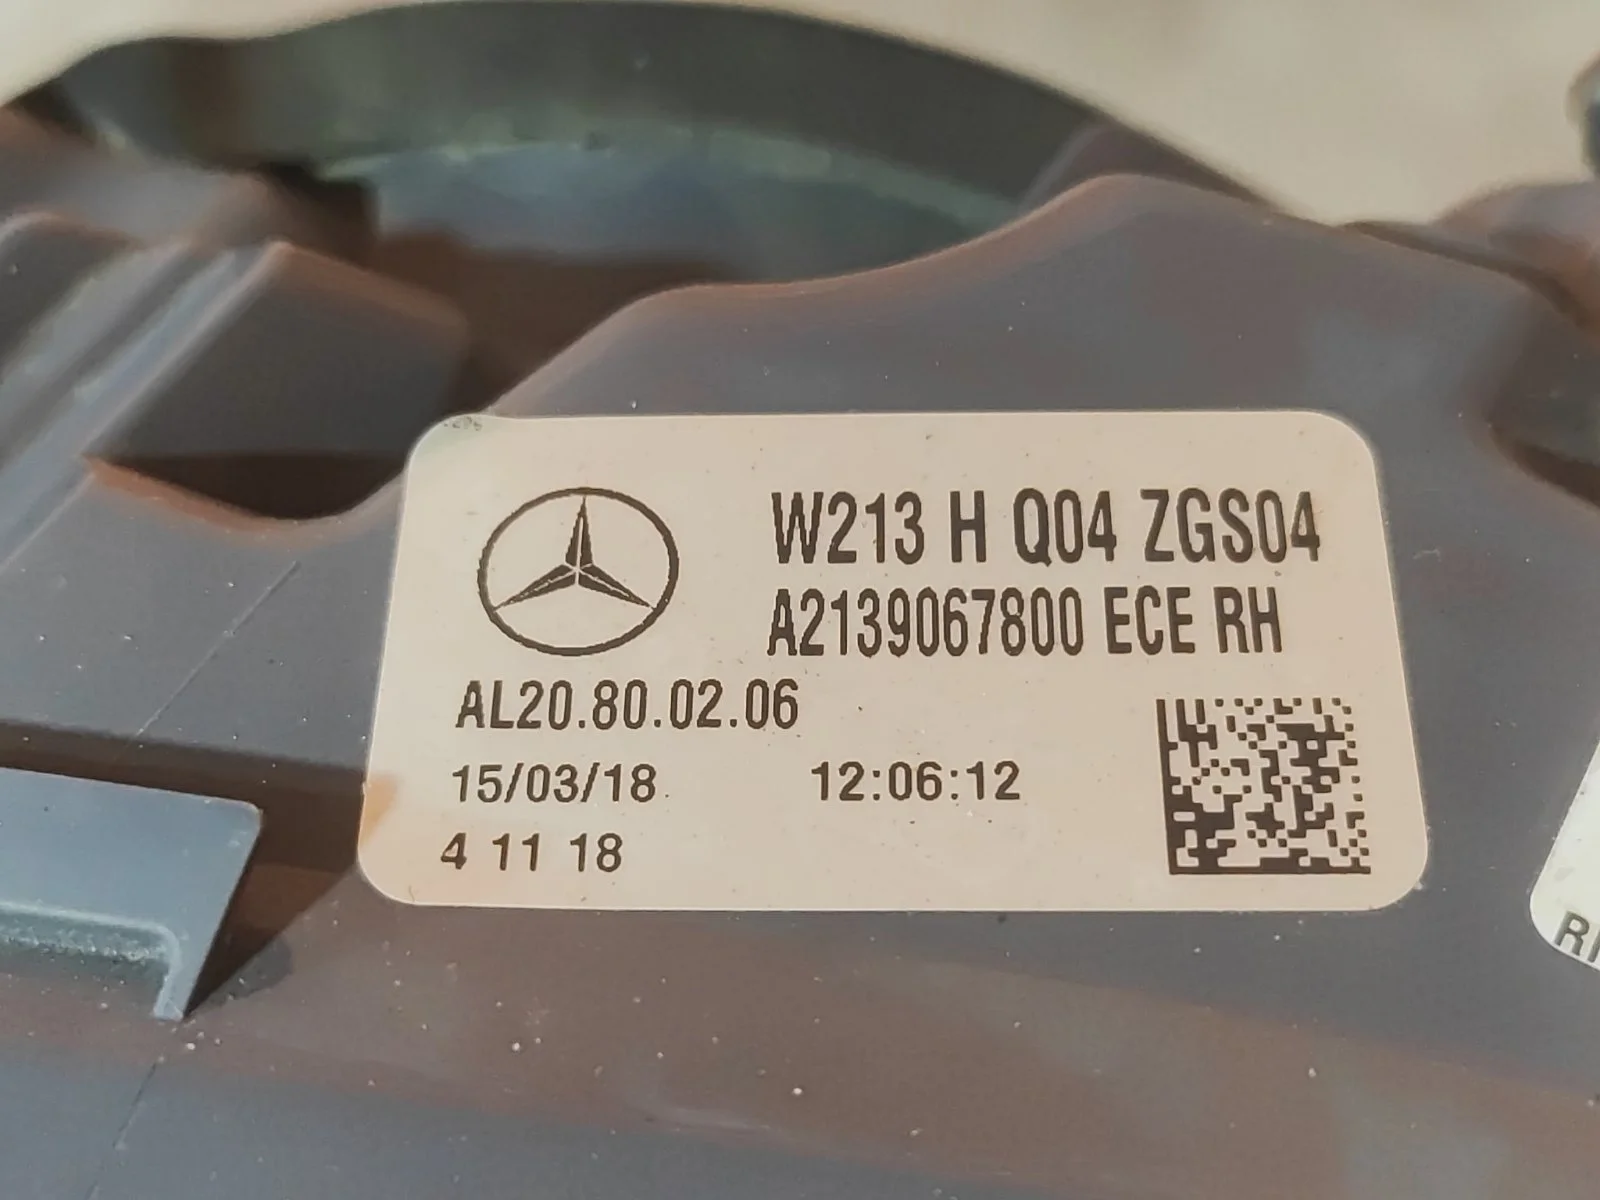 W213 H Q04 ZGS04
A2139067800 ECE RH
AL20.80.02.06
15/03/18 12:06:12
4 11 18